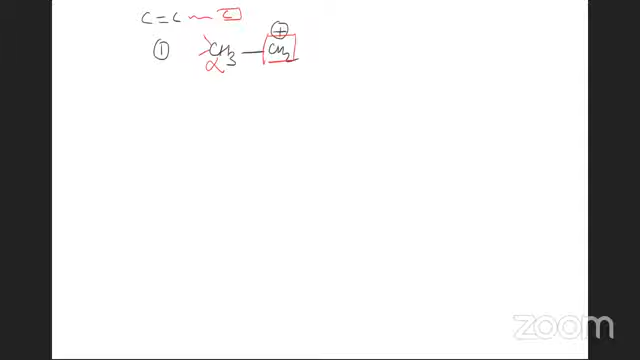 C=C C
① CH₃ — CH₂ ⊕
α
zoom